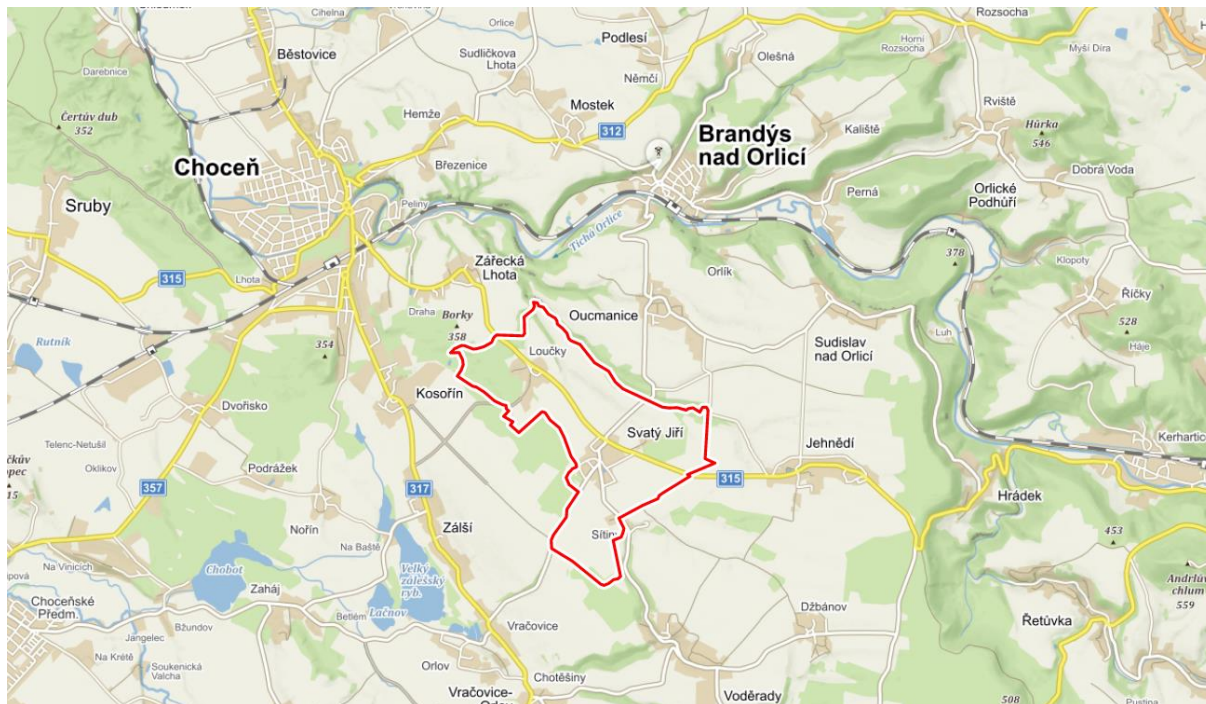 Cihelna
Běstovice
Darebnice
Orlice
Sudličkova
Lhota
Podlesí
Němčí
Olešná
Horní
Rozsocha
Rozsocha
Myší Díra
Čertův dub
352
Hemže
Mostek
312
Rviště
Hůrka
546
Choceň
Březenice
Brandýs
nad Orlicí
Kaliště
Dobrá Voda
Sruby
Peliny
Perná
Orlické
Podhůří
Tichá Orlice
315
Lhota
Zářecká
Lhota
Orlík
378
Klopoty
Říčky
Draha
Borky
358
Oucmanice
528
Rutník
354
Loučky
Sudislav
nad Orlicí
Luh
Háje
Kosořín
Dvořisko
Telenc-Netušil
Svatý Jiří
Jehnědí
Kerhartice
Oklikov
Podrážek
357
317
315
Hrádek
Nořín
Zálší
Sítiny
453
Na Baště
Na Vinicích
Chobot
Velký
zálešský
ryb.
Zaháj
Lačnov
Andrlův
chlum
559
Choceňské
Předm.
Bžundov
Betlém
Džbánov
Řetůvka
Jangelec
Vračovice
Na Krétě
Soukenická
Valcha
Orlov
Chotěšiny
Vračovice-
Voděrady
508
Pustina